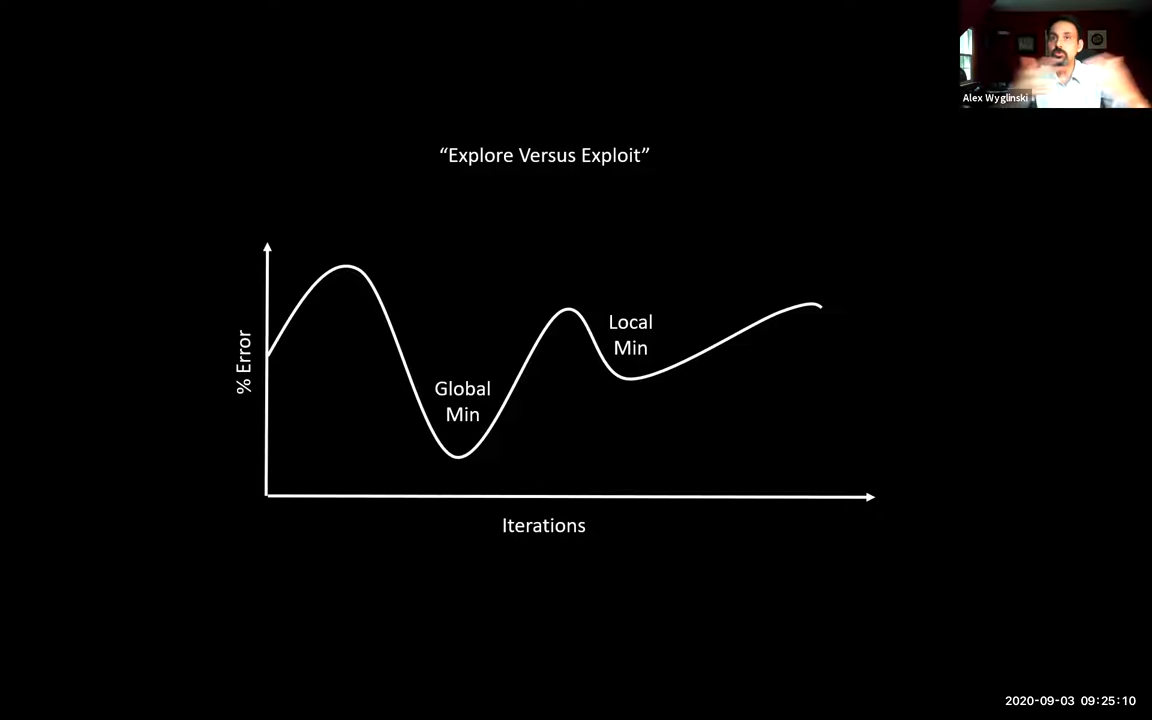 Alex Wyglinski
“Explore Versus Exploit”
% Error
Global
Min
Local
Min
Iterations
2020-09-03 09:25:10